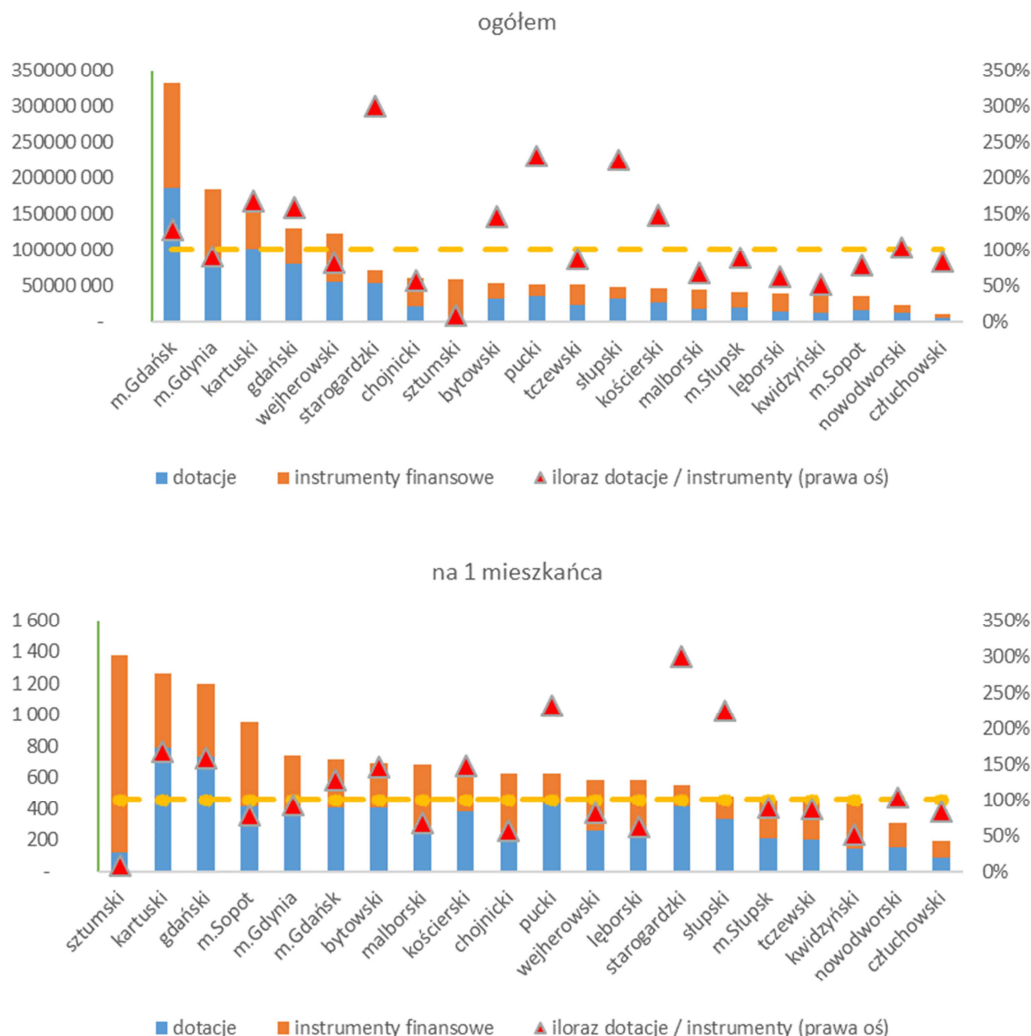 ogółem
350000 000
300000 000
250000 000
200000 000
150000 000
100000 000
50000 000
-
350%
300%
250%
200%
150%
100%
50%
0%
m.Gdańsk
m.Gdynia
kartuski
gdański
wejherowski
starogardzki
chojnicki
sztumski
bytowski
pucki
tczewski
słupski
kościerski
malborski
m.Słupsk
lęborski
kwidzyński
m.Sopot
nowodworski
człuchowski
dotacje
instrumenty finansowe
iloraz dotacje / instrumenty (prawa oś)
na 1 mieszkańca
1 600
1 400
1 200
1 000
800
600
400
200
-
350%
300%
250%
200%
150%
100%
50%
0%
sztumski
kartuski
gdański
m.Sopot
m.Gdynia
m.Gdańsk
bytowski
malborski
kościerski
chojnicki
pucki
wejherowski
lęborski
starogardzki
słupski
m.Słupsk
tczewski
kwidzyński
nowodworski
człuchowski
dotacje
instrumenty finansowe
iloraz dotacje / instrumenty (prawa oś)